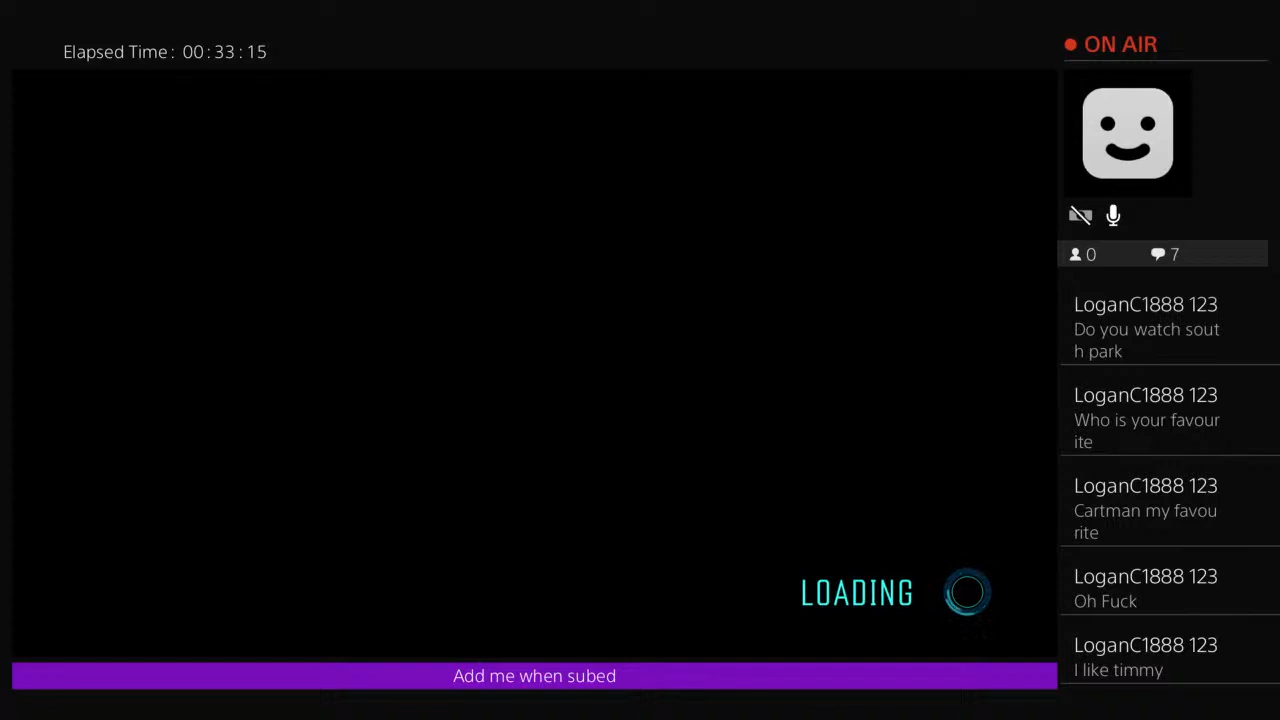 Elapsed Time: 00:33:15
ON AIR
0 7
LoganC1888 123
Do you watch sout
h park
LoganC1888 123
Who is your favour
ite
LoganC1888 123
Cartman my favou
rite
LoganC1888 123
Oh Fuck
LoganC1888 123
I like timmy
LOADING
Add me when subed